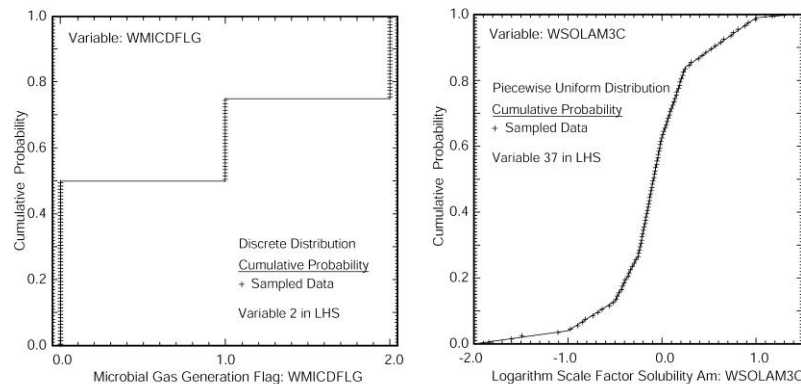 1.0
0.8
0.6
0.4
0.2
0.0
Cumulative Probability
Variable: WMICDFLG
Discrete Distribution
Cumulative Probability
+ Sampled Data
Variable 2 in LHS
0.0 1.0 2.0
Microbial Gas Generation Flag: WMICDFLG
1.0
0.8
0.6
0.4
0.2
0.0
Cumulative Probability
Variable: WSOLAM3C
Piecewise Uniform Distribution
Cumulative Probability
+ Sampled Data
Variable 37 in LHS
-2.0 -1.0 0.0 1.0
Logarithm Scale Factor Solubility Am: WSOLAM3C